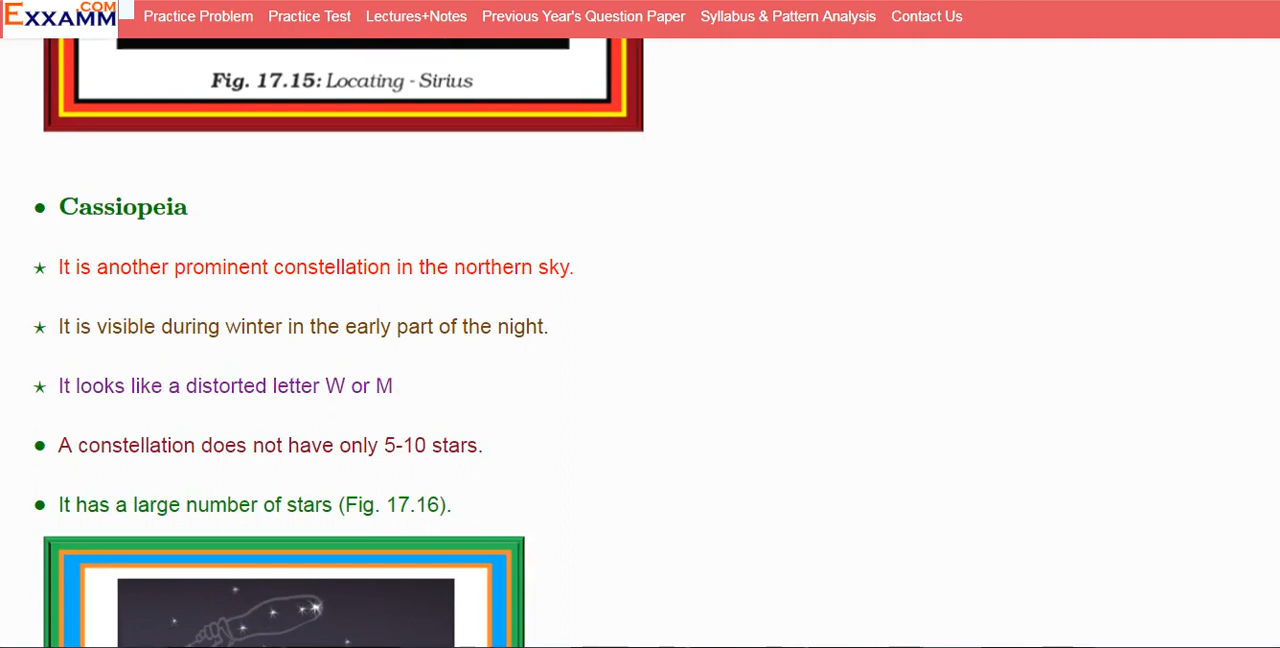 EXXAMM.COM
Practice Problem Practice Test Lectures+Notes Previous Year's Question Paper Syllabus & Pattern Analysis Contact Us
Fig. 17.15: Locating - Sirius
● Cassiopeia
⋆ It is another prominent constellation in the northern sky.
⋆ It is visible during winter in the early part of the night.
⋆ It looks like a distorted letter W or M
● A constellation does not have only 5-10 stars.
● It has a large number of stars (Fig. 17.16).